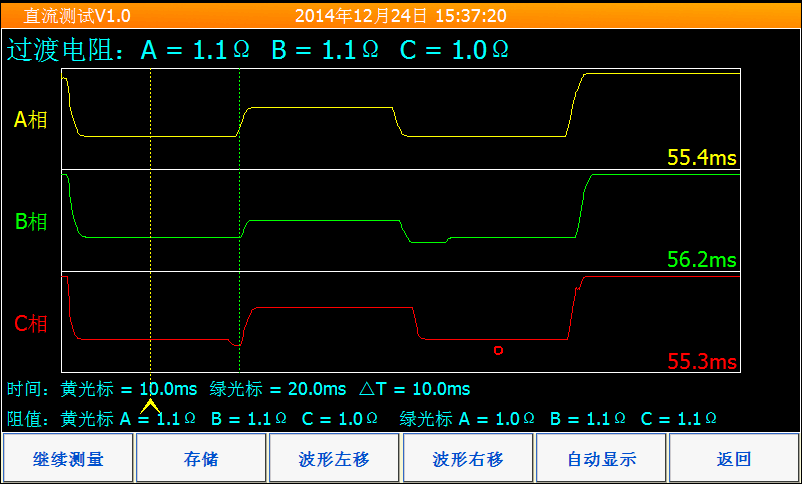 直流测试V1.0 2014年12月24日 15:37:20
过渡电阻: A = 1.1Ω B = 1.1Ω C = 1.0Ω
A相
55.4ms
B相
56.2ms
C相
55.3ms
时间: 黄光标 = 10.0ms 绿光标 = 20.0ms △T = 10.0ms
阻值: 黄光标 A = 1.1Ω B = 1.1Ω C = 1.0Ω 绿光标 A = 1.0Ω B = 1.1Ω C = 1.1Ω
继续测量 存储 波形左移 波形右移 自动显示 返回